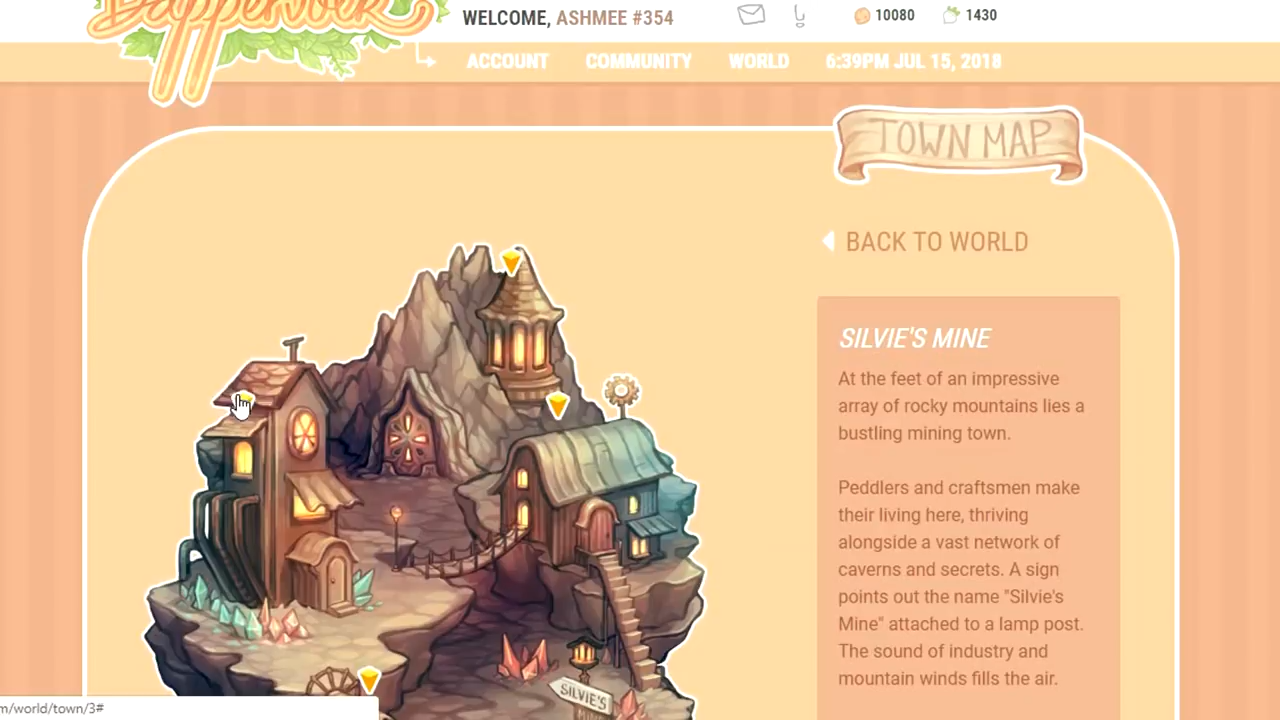 Dappervolk
WELCOME, ASHMEE #354
10080
1430
ACCOUNT
COMMUNITY
WORLD
6:39PM JUL 15, 2018
TOWN MAP
BACK TO WORLD
SILVIE'S MINE
At the feet of an impressive
array of rocky mountains lies a
bustling mining town.
Peddlers and craftsmen make
their living here, thriving
alongside a vast network of
caverns and secrets. A sign
points out the name "Silvie's
Mine" attached to a lamp post.
The sound of industry and
mountain winds fills the air.
SILVIE'S
m/world/town/3#